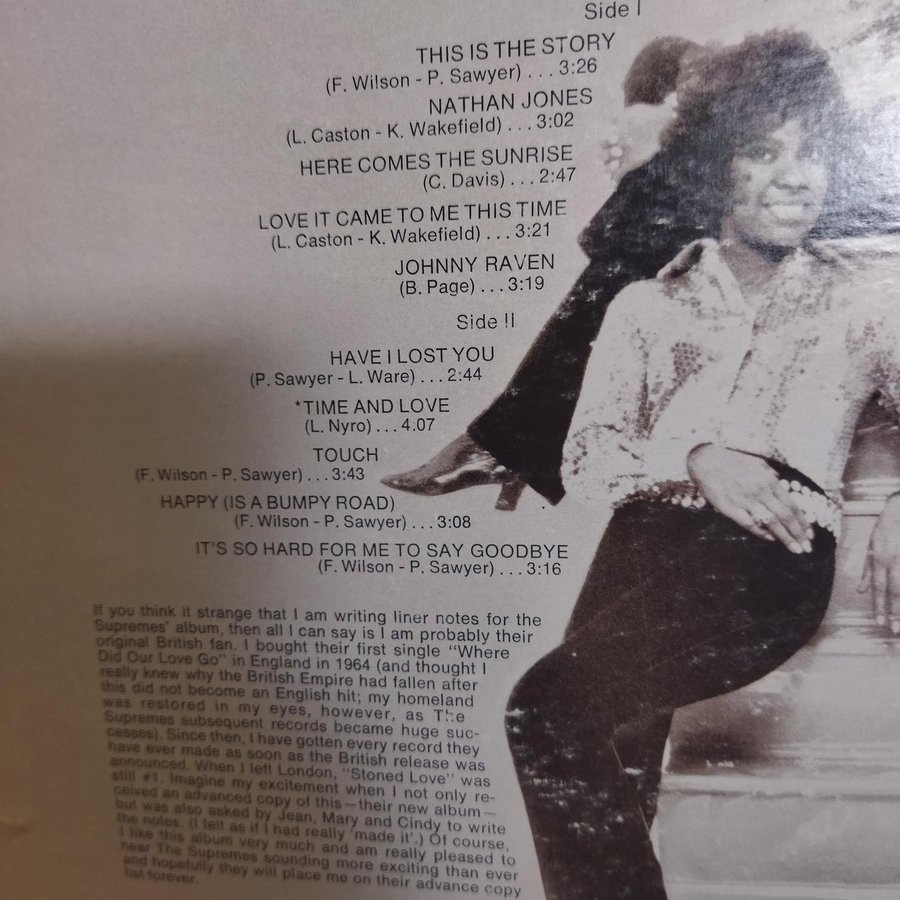 Side I
THIS IS THE STORY
(F. Wilson - P. Sawyer) . . . 3:26
NATHAN JONES
(L. Caston - K. Wakefield) . . . 3:02
HERE COMES THE SUNRISE
(C. Davis) . . . 2:47
LOVE IT CAME TO ME THIS TIME
(L. Caston - K. Wakefield) . . . 3:21
JOHNNY RAVEN
(B. Page) . . . 3:19
Side II
HAVE I LOST YOU
(P. Sawyer - L. Ware) . . . 2:44
*TIME AND LOVE
(L. Nyro) . . . 4:07
TOUCH
(F. Wilson - P. Sawyer) . . . 3:43
HAPPY (IS A BUMPY ROAD)
(F. Wilson - P. Sawyer) . . . 3:08
IT'S SO HARD FOR ME TO SAY GOODBYE
(F. Wilson - P. Sawyer) . . . 3:16
If you think it strange that I am writing liner notes for the
Supremes' album, then all I can say is I am probably their
original British fan. I bought their first single "Where
Did Our Love Go" in England in 1964 (and thought I
really knew why the British Empire had fallen after
this did not become an English hit; my homeland
was restored in my eyes, however, as The
Supremes subsequent records became huge suc-
cesses). Since then, I have gotten every record they
have ever made as soon as the British release was
announced. When I left London, "Stoned Love" was
still #1. Imagine my excitement when I not only re-
ceived an advanced copy of this—their new album—
but was also asked by Jean, Mary and Cindy to write
the notes. (I felt as if I had really 'made it'.) Of course,
I like this album very much and am really pleased to
hear The Supremes sounding more exciting than ever
and hopefully they will place me on their advance copy
list forever.